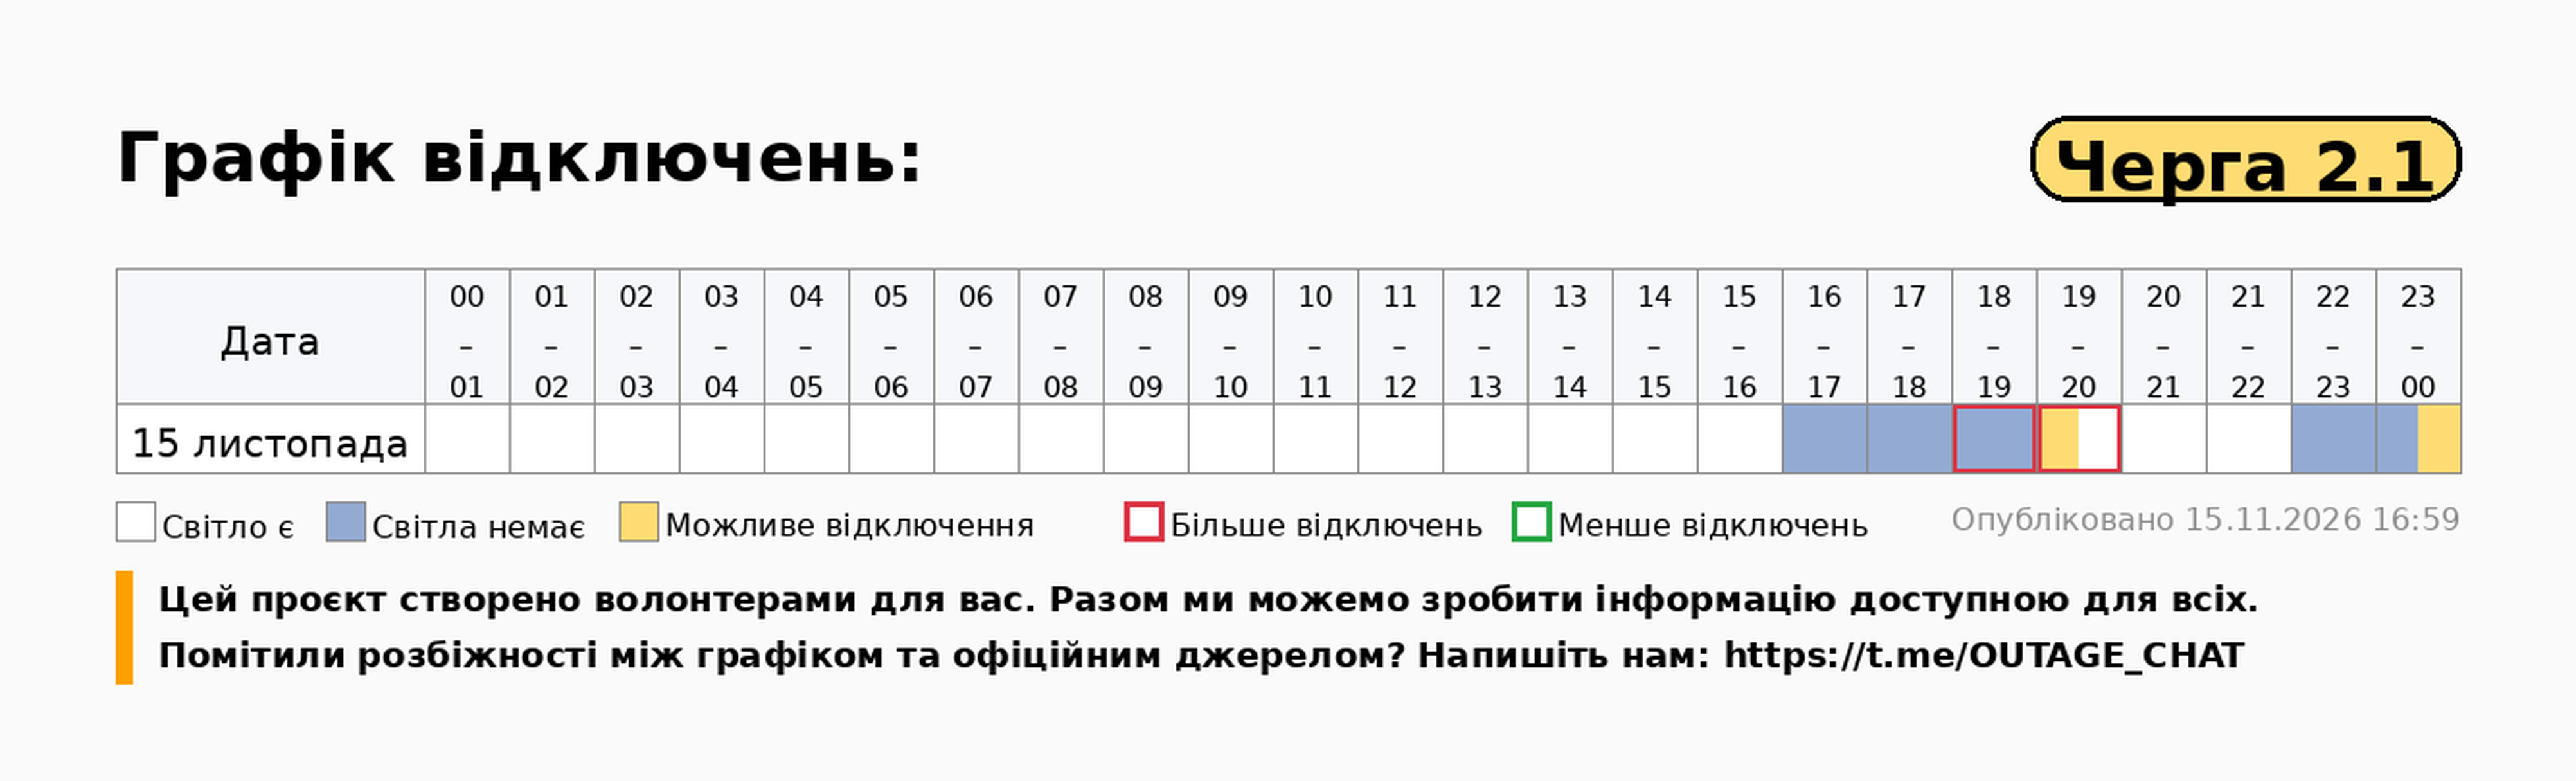 Графік відключень:
Черга 2.1
Дата 00 – 01 01 – 02 02 – 03 03 – 04 04 – 05 05 – 06 06 – 07 07 – 08 08 – 09 09 – 10 10 – 11 11 – 12 12 – 13 13 – 14 14 – 15 15 – 16 16 – 17 17 – 18 18 – 19 19 – 20 20 – 21 21 – 22 22 – 23 23 – 00
15 листопада
Світло є Світла немає Можливе відключення Більше відключень Менше відключень Опубліковано 15.11.2026 16:59
Цей проєкт створено волонтерами для вас. Разом ми можемо зробити інформацію доступною для всіх.
Помітили розбіжності між графіком та офіційним джерелом? Напишіть нам: https://t.me/OUTAGE_CHAT